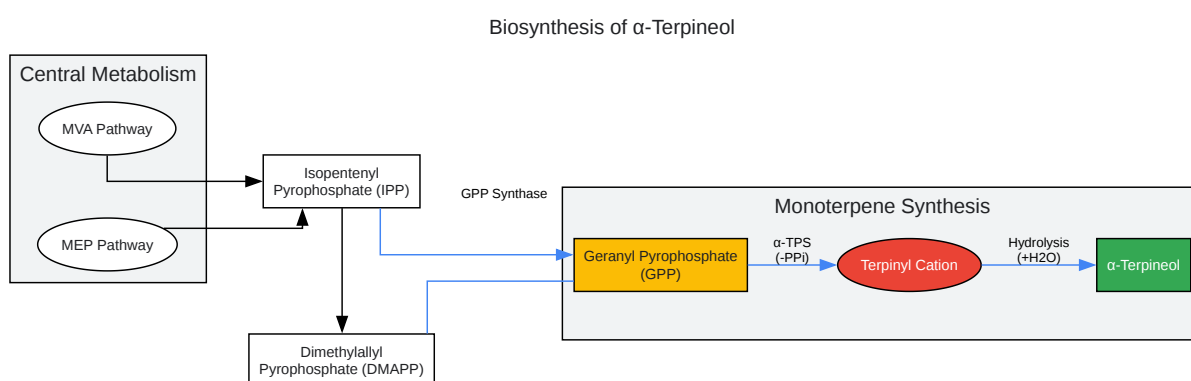 Biosynthesis of α-Terpineol
Central Metabolism
MVA Pathway
MEP Pathway
Isopentenyl
Pyrophosphate (IPP)
Dimethylallyl
Pyrophosphate (DMAPP)
GPP Synthase
Monoterpene Synthesis
Geranyl Pyrophosphate
(GPP)
α-TPS
(-PPi)
Terpinyl Cation
Hydrolysis
(+H2O)
α-Terpineol